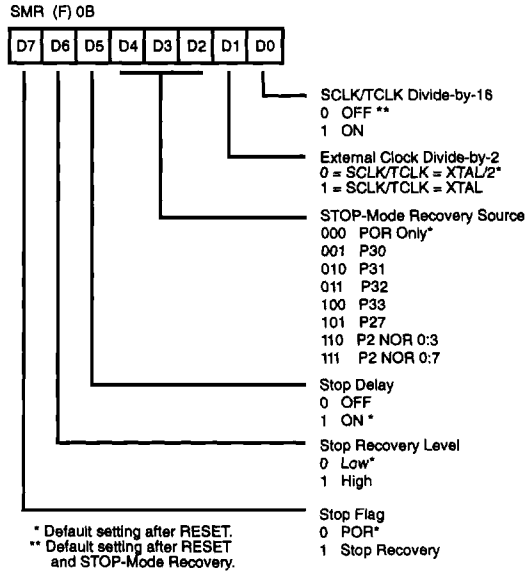 SMR (F) 0B
D7 D6 D5 D4 D3 D2 D1 D0
SCLK/TCLK Divide-by-16
0 OFF **
1 ON
External Clock Divide-by-2
0 = SCLK/TCLK = XTAL/2*
1 = SCLK/TCLK = XTAL
STOP-Mode Recovery Source
000 POR Only*
001 P30
010 P31
011 P32
100 P33
101 P27
110 P2 NOR 0:3
111 P2 NOR 0:7
Stop Delay
0 OFF
1 ON *
Stop Recovery Level
0 Low*
1 High
Stop Flag
0 POR*
1 Stop Recovery
* Default setting after RESET.
** Default setting after RESET
and STOP-Mode Recovery.